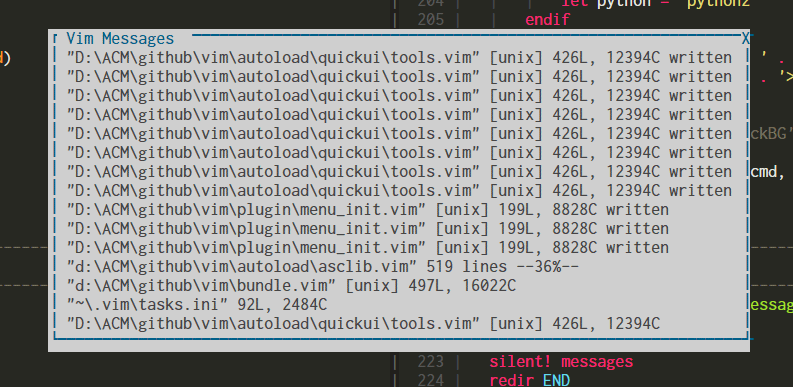 204 let python = 'python2'
205 endif
Vim Messages X
d)
"D:\ACM\github\vim\autoload\quickui\tools.vim" [unix] 426L, 12394C written
' .
"D:\ACM\github\vim\autoload\quickui\tools.vim" [unix] 426L, 12394C written
. '>
"D:\ACM\github\vim\autoload\quickui\tools.vim" [unix] 426L, 12394C written
"D:\ACM\github\vim\autoload\quickui\tools.vim" [unix] 426L, 12394C written
"D:\ACM\github\vim\autoload\quickui\tools.vim" [unix] 426L, 12394C written
ckBG'
"D:\ACM\github\vim\autoload\quickui\tools.vim" [unix] 426L, 12394C written
"D:\ACM\github\vim\autoload\quickui\tools.vim" [unix] 426L, 12394C written
cmd,
"D:\ACM\github\vim\autoload\quickui\tools.vim" [unix] 426L, 12394C written
"D:\ACM\github\vim\plugin\menu_init.vim" [unix] 199L, 8828C written
"D:\ACM\github\vim\plugin\menu_init.vim" [unix] 199L, 8828C written
"D:\ACM\github\vim\plugin\menu_init.vim" [unix] 199L, 8828C written
"d:\ACM\github\vim\autoload\asclib.vim" 519 lines --36%--
"d:\ACM\github\vim\bundle.vim" [unix] 497L, 16022C
"~\.vim\tasks.ini" 92L, 2484C
essag
"D:\ACM\github\vim\autoload\quickui\tools.vim" [unix] 426L, 12394C
223 silent! messages
224 redir END